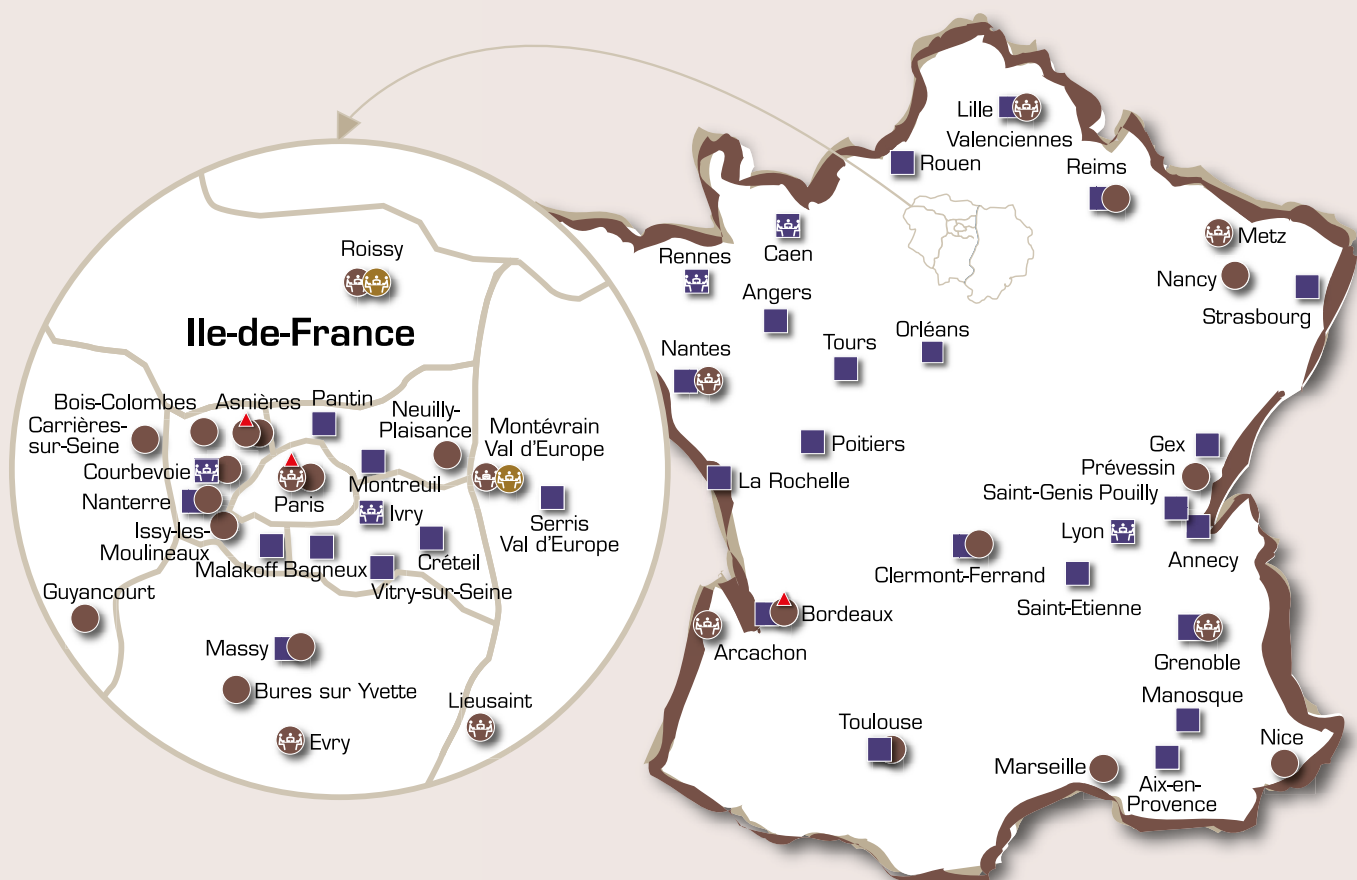 Roissy
Ile-de-France
Bois-Colombes
Asnières
Pantin
Neuilly-
Plaisance
Montévrain
Val d'Europe
Carrières-
sur-Seine
Courbevoie
Nanterre
Paris
Montreuil
Ivry
Serris
Val d'Europe
Issy-les-
Moulineaux
Malakoff
Bagneux
Créteil
Vitry-sur-Seine
Guyancourt
Massy
Bures sur Yvette
Lieusaint
Evry
Lille
Valenciennes
Rouen
Reims
Caen
Metz
Rennes
Nancy
Strasbourg
Angers
Tours
Orléans
Nantes
Poitiers
La Rochelle
Gex
Prévessin
Saint-Genis Pouilly
Lyon
Annecy
Clermont-Ferrand
Saint-Etienne
Bordeaux
Arcachon
Grenoble
Manosque
Toulouse
Nice
Marseille
Aix-en-
Provence